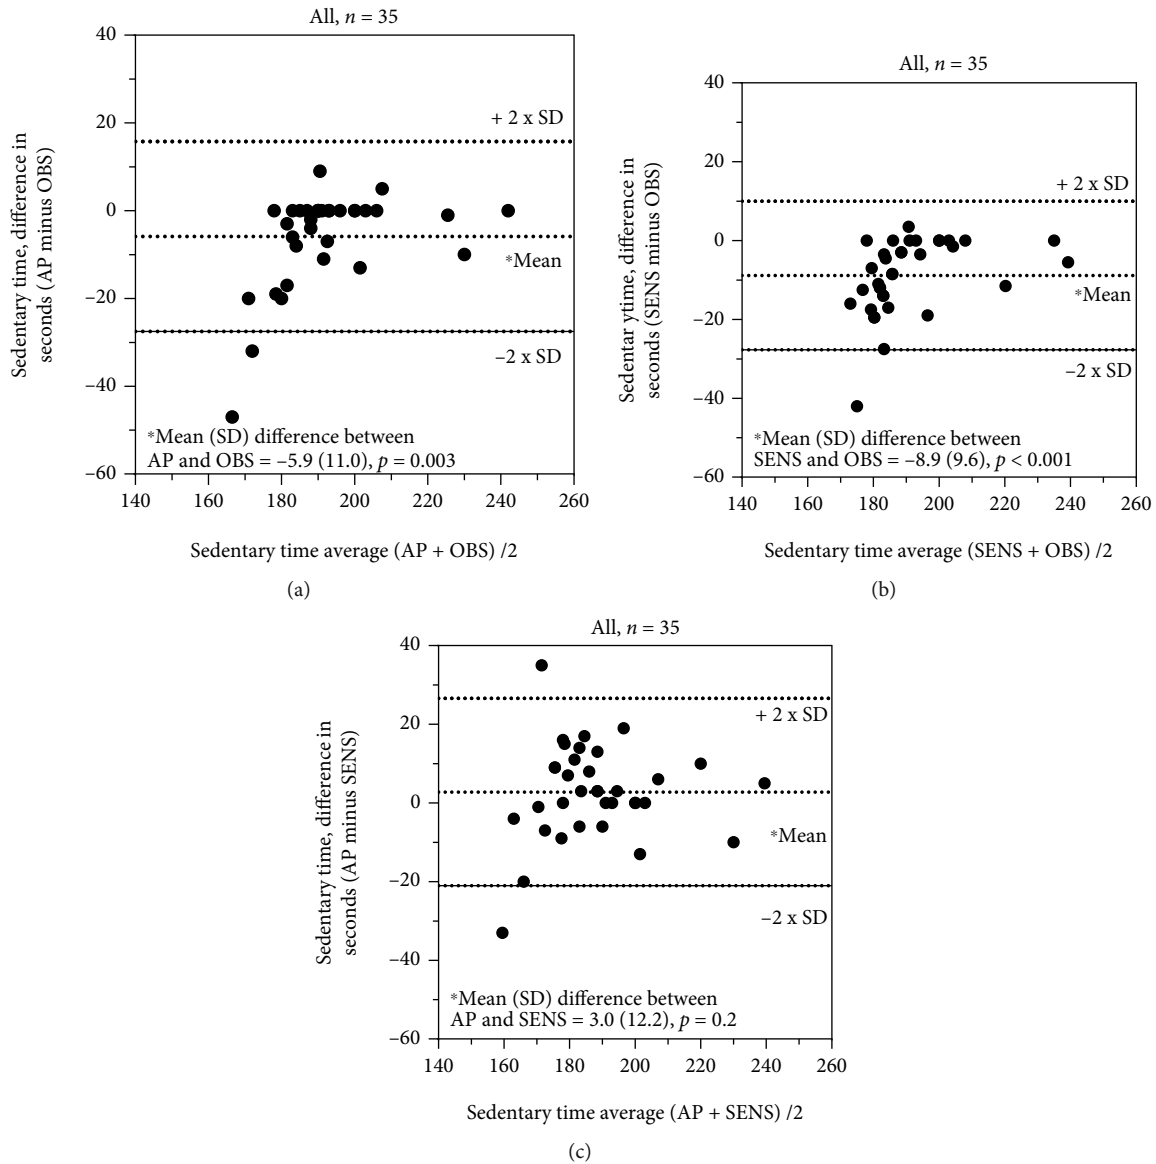 All, n = 35
Sedentary time, difference in
seconds (AP minus OBS)
40
20
0
−20
−40
−60
+ 2 x SD
*Mean
−2 x SD
*Mean (SD) difference between
AP and OBS = −5.9 (11.0), p = 0.003
140 160 180 200 220 240 260
Sedentary time average (AP + OBS) /2
(a)
All, n = 35
Sedentar ytime, difference in
seconds (SENS minus OBS)
40
20
0
−20
−40
−60
+ 2 x SD
*Mean
−2 x SD
*Mean (SD) difference between
SENS and OBS = −8.9 (9.6), p < 0.001
140 160 180 200 220 240 260
Sedentary time average (SENS + OBS) /2
(b)
All, n = 35
Sedentary time, difference in
seconds (AP minus SENS)
40
20
0
−20
−40
−60
+ 2 x SD
*Mean
−2 x SD
*Mean (SD) difference between
AP and SENS = 3.0 (12.2), p = 0.2
140 160 180 200 220 240 260
Sedentary time average (AP + SENS) /2
(c)